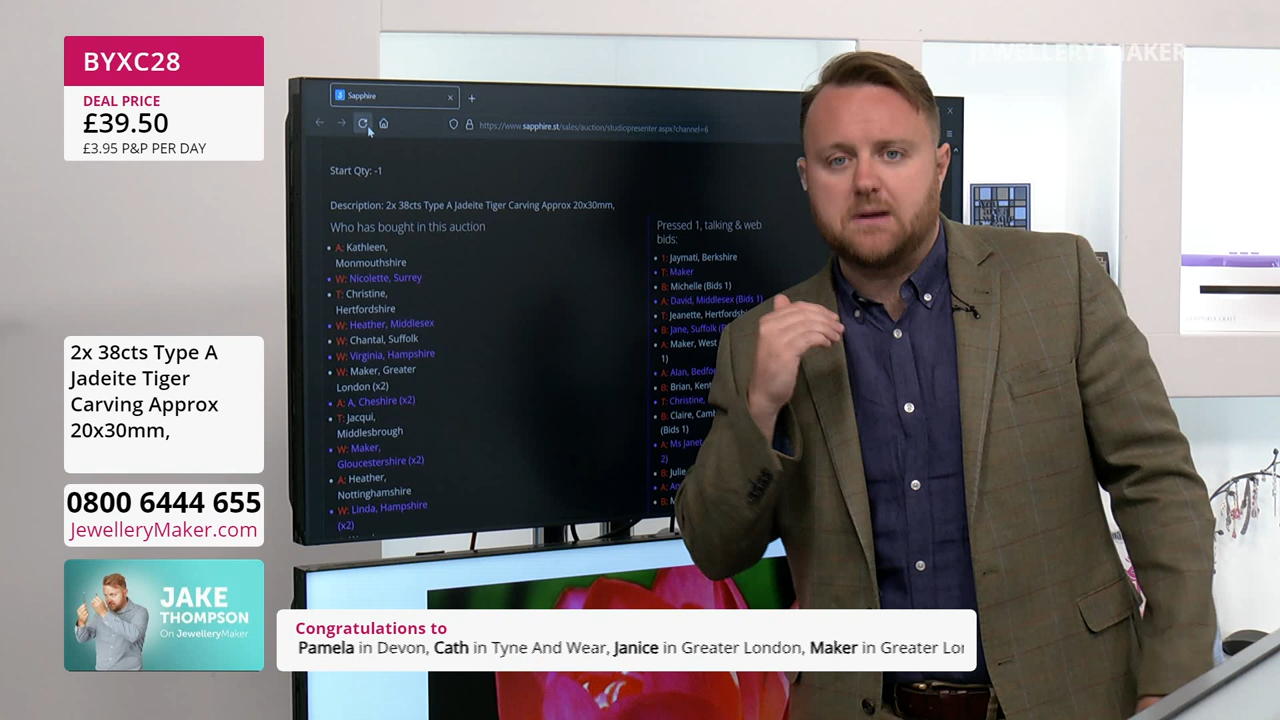 BYXC28
DEAL PRICE
£39.50
£3.95 P&P PER DAY
2x 38cts Type A
Jadeite Tiger
Carving Approx
20x30mm,
0800 6444 655
JewelleryMaker.com
JAKE
THOMPSON
On JewelleryMaker
JEWELLERY MAKER
Sapphire
https://www.sapphire.st/sales/auction/studiopresenter.aspx?channel=6
Start Qty: -1
Description: 2x 38cts Type A Jadeite Tiger Carving Approx 20x30mm,
Who has bought in this auction
A: Kathleen,
Monmouthshire
W: Nicolette, Surrey
T: Christine,
Hertfordshire
W: Heather, Middlesex
W: Chantal, Suffolk
W: Virginia, Hampshire
W: Maker, Greater
London (x2)
A: A, Cheshire (x2)
T: Jacqui,
Middlesbrough
W: Maker,
Gloucestershire (x2)
A: Heather,
Nottinghamshire
W: Linda, Hampshire
(x2)
Pressed 1, talking & web
bids:
1: Jaymati, Berkshire
T: Maker
B: Michelle (Bids 1)
A: David, Middlesex (Bids 1)
T: Jeanette, Hertfordshi
B: Jane, Suffolk
A: Maker, West
1)
A: Alan, Bedfo
B: Brian, Kent
T: Christine,
B: Claire, Cam
(Bids 1)
A: Ms Janet
2)
B: Julie
A: An
B: M
Congratulations to
Pamela in Devon, Cath in Tyne And Wear, Janice in Greater London, Maker in Greater Lon